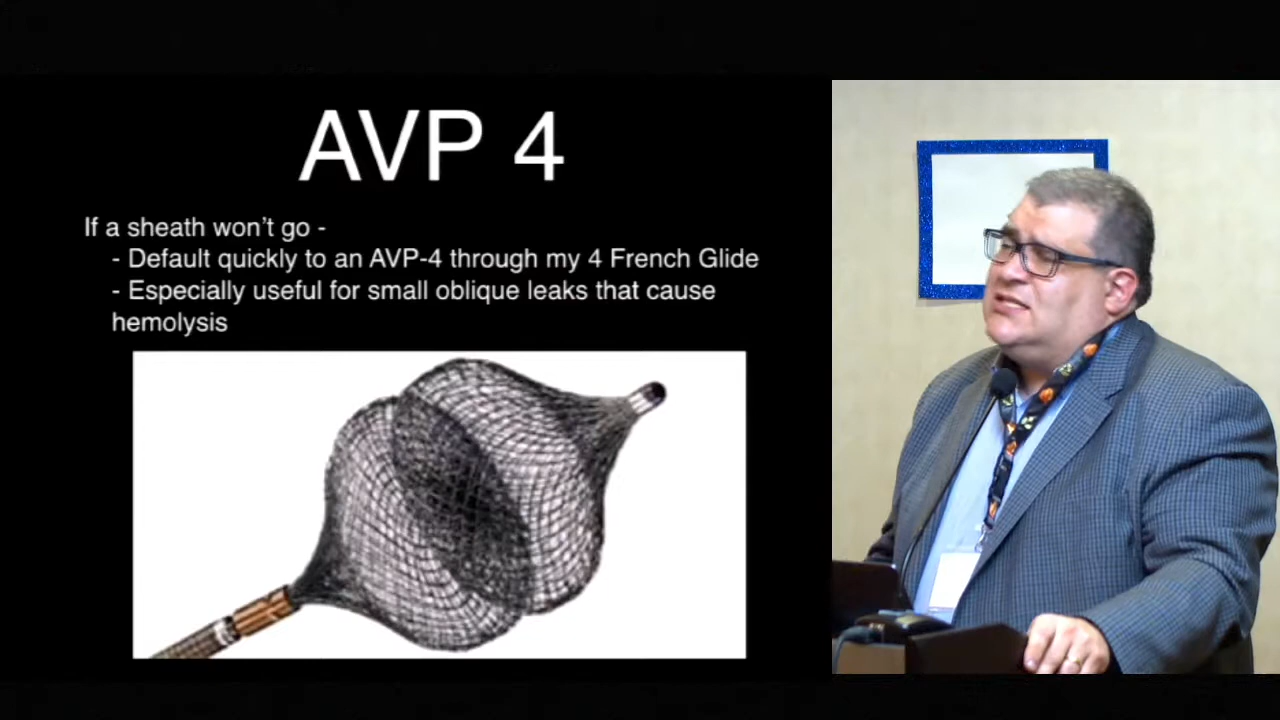 AVP 4
If a sheath won't go -
- Default quickly to an AVP-4 through my 4 French Glide
- Especially useful for small oblique leaks that cause
hemolysis